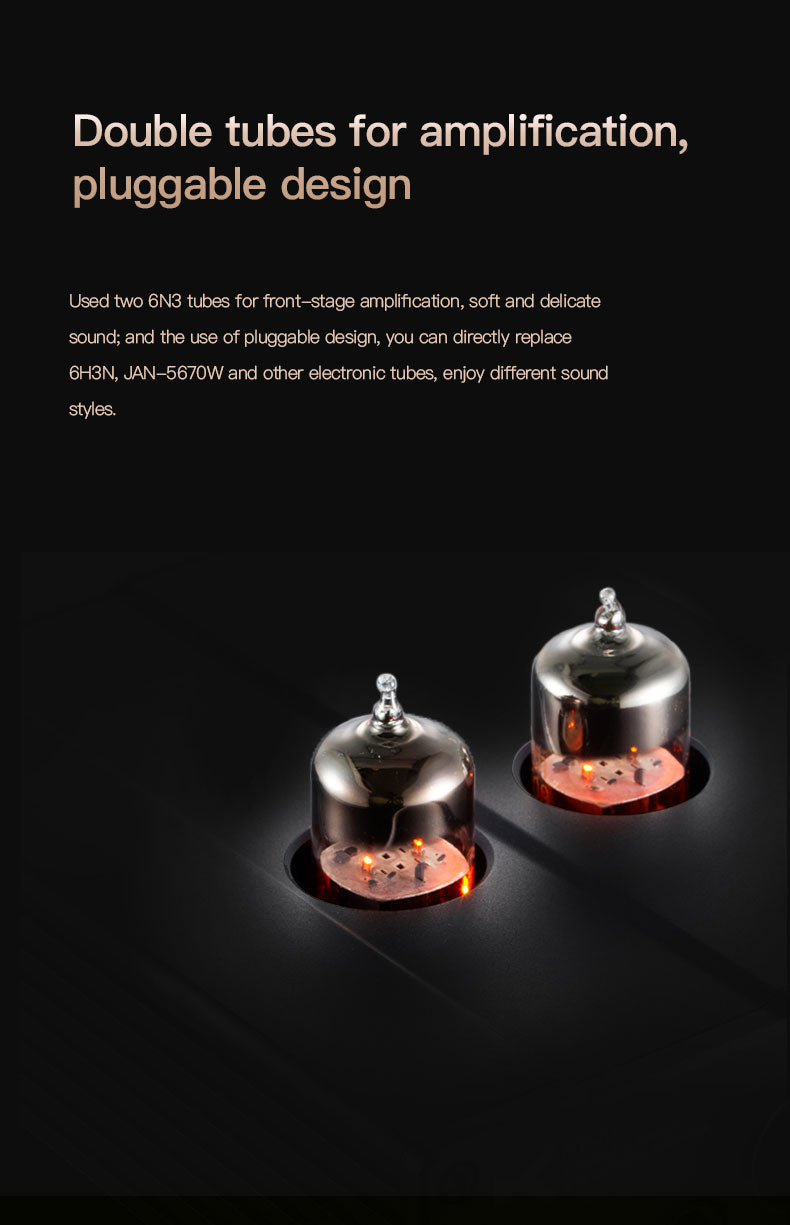 Double tubes for amplification,
pluggable design
Used two 6N3 tubes for front-stage amplification, soft and delicate
sound; and the use of pluggable design, you can directly replace
6H3N, JAN-5670W and other electronic tubes, enjoy different sound
styles.